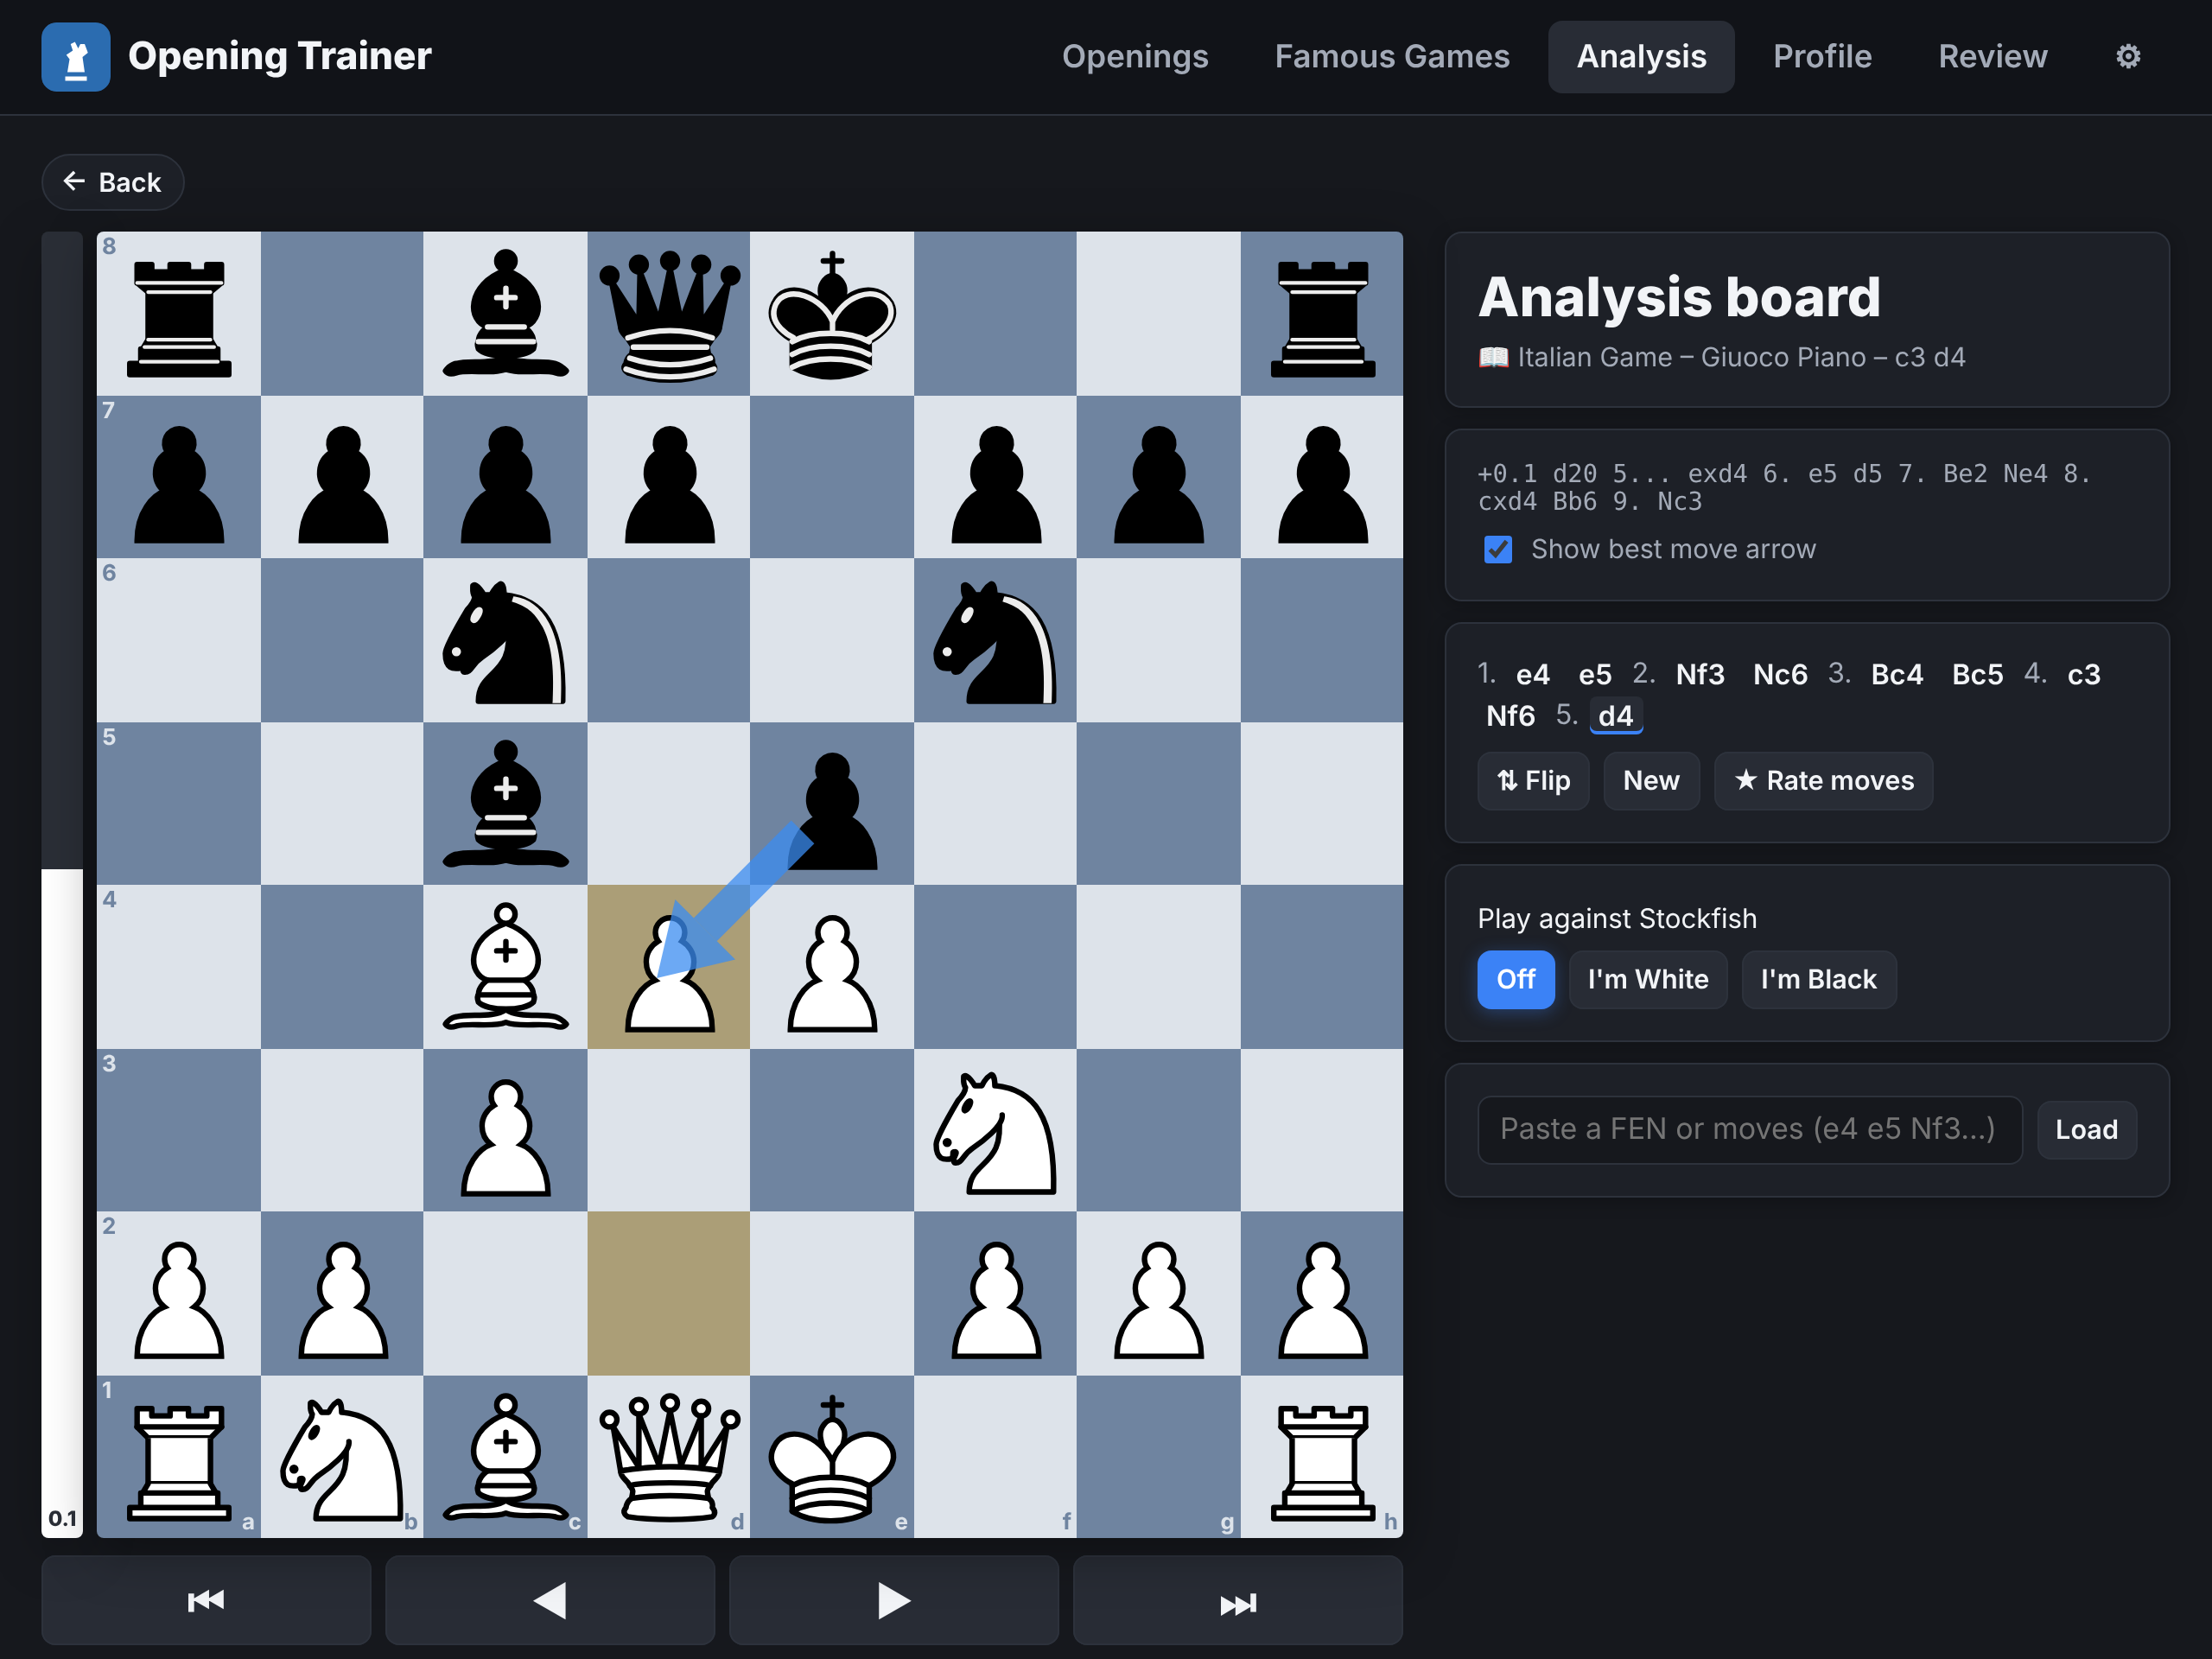 Opening Trainer
Openings
Famous Games
Analysis
Profile
Review
← Back
8
7
6
5
4
3
2
1
a
b
c
d
e
f
g
h
0.1
Analysis board
Italian Game – Giuoco Piano – c3 d4
+0.1 d20 5... exd4 6. e5 d5 7. Be2 Ne4 8.
cxd4 Bb6 9. Nc3
Show best move arrow
1. e4 e5 2. Nf3 Nc6 3. Bc4 Bc5 4. c3
Nf6 5. d4
⇅ Flip
New
★ Rate moves
Play against Stockfish
Off
I'm White
I'm Black
Paste a FEN or moves (e4 e5 Nf3...)
Load